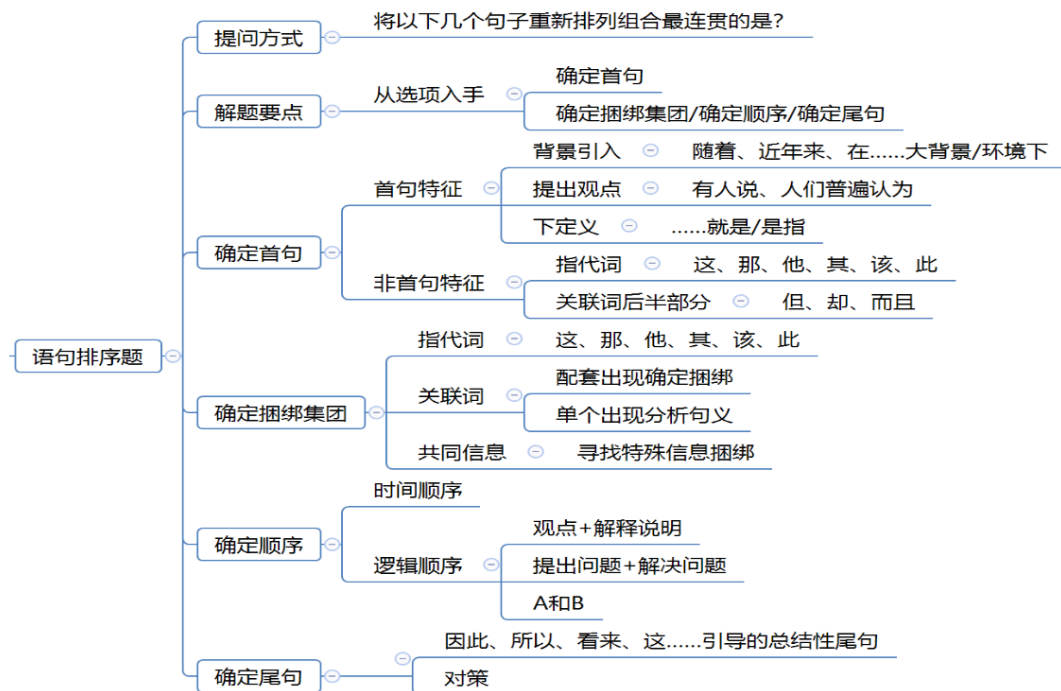 提问方式
将以下几个句子重新排列组合最连贯的是?
解题要点
从选项入手
确定首句
确定捆绑集团/确定顺序/确定尾句
确定首句
首句特征
背景引入
随着、近年来、在……大背景/环境下
提出观点
有人说、人们普遍认为
下定义
……就是/是指
非首句特征
指代词
这、那、他、其、该、此
关联词后半部分
但、却、而且
语句排序题
确定捆绑集团
指代词
这、那、他、其、该、此
关联词
配套出现确定捆绑
单个出现分析句义
共同信息
寻找特殊信息捆绑
确定顺序
时间顺序
逻辑顺序
观点+解释说明
提出问题+解决问题
A和B
确定尾句
因此、所以、看来、这……引导的总结性尾句
对策